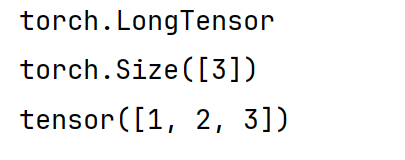 torch.LongTensor
torch.Size([3])
tensor([1, 2, 3])